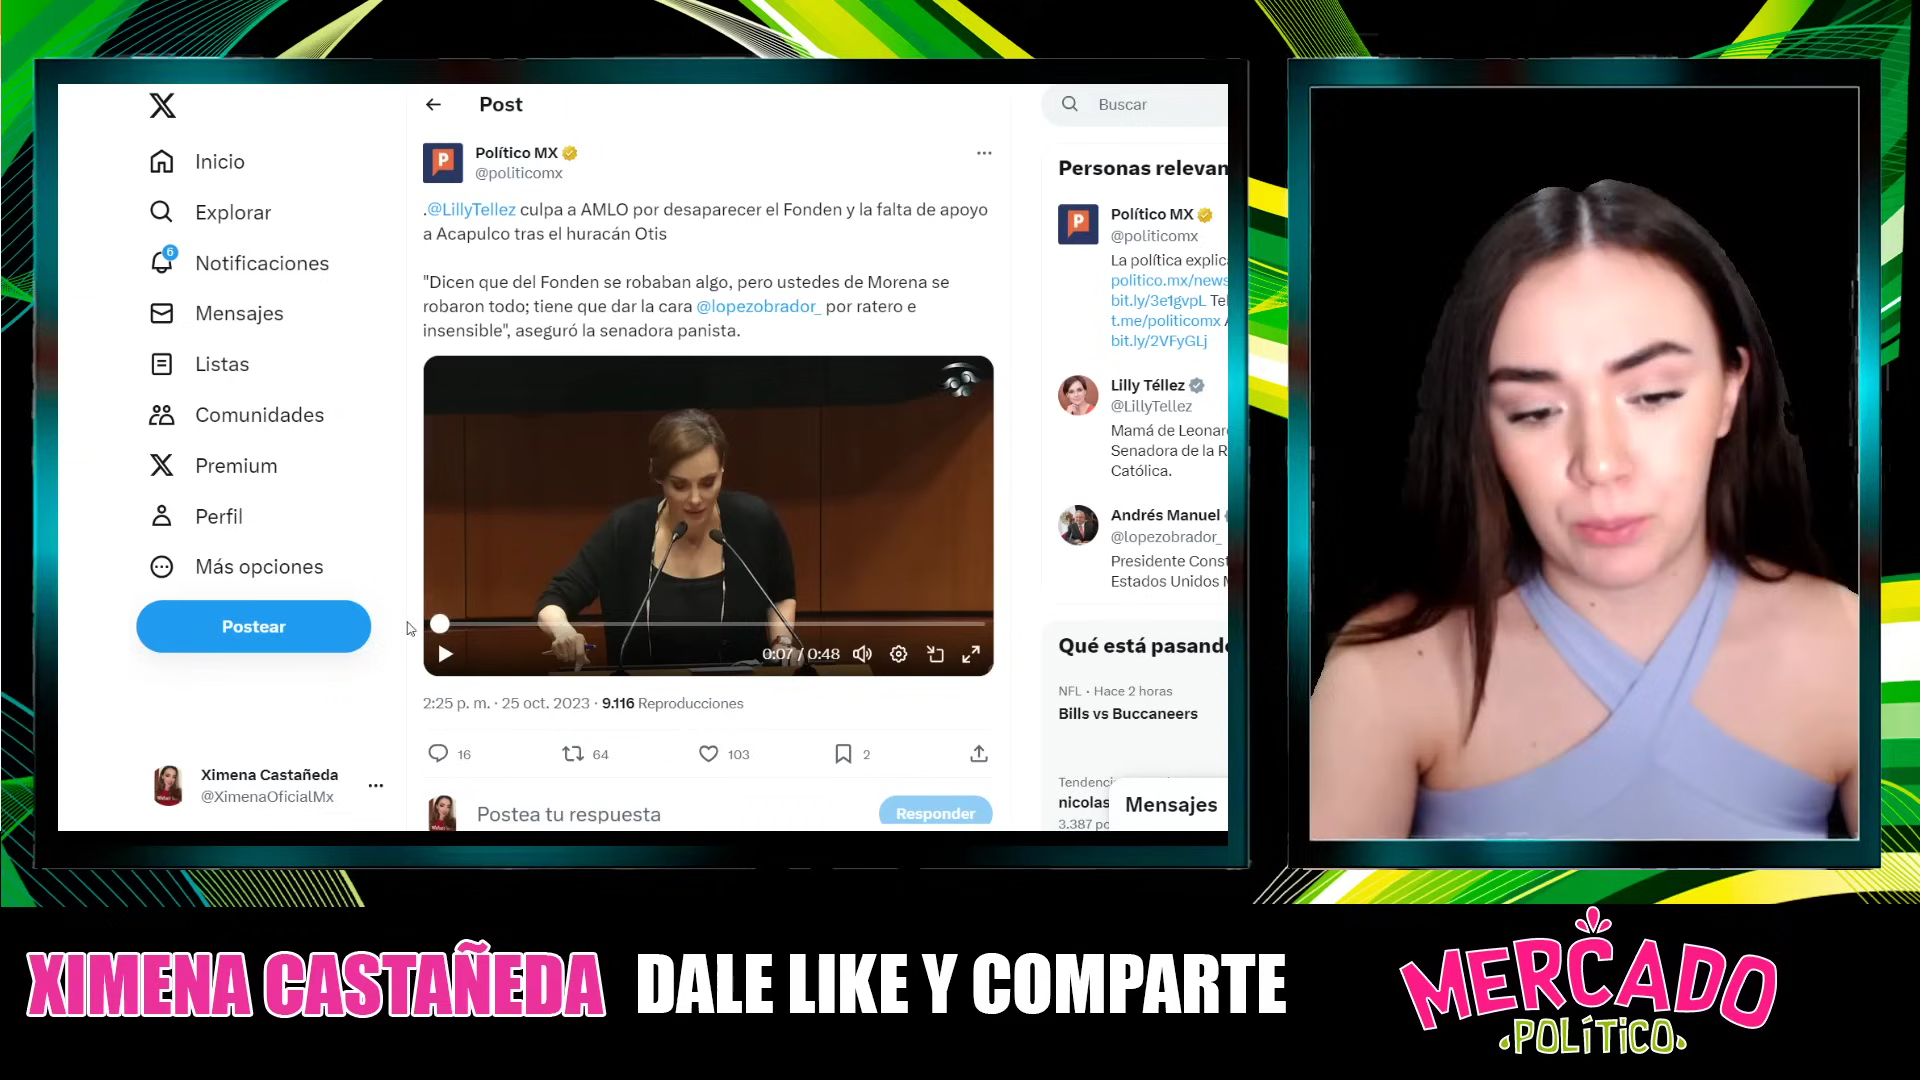 Inicio
Explorar
6
Notificaciones
Mensajes
Listas
Comunidades
Premium
Perfil
Más opciones
Postear
Ximena Castañeda
@XimenaOficialMx
Post
Político MX
@politicomx
.@LillyTellez culpa a AMLO por desaparecer el Fonden y la falta de apoyo
a Acapulco tras el huracán Otis
"Dicen que del Fonden se robaban algo, pero ustedes de Morena se
robaron todo; tiene que dar la cara @lopezobrador_ por ratero e
insensible", aseguró la senadora panista.
0:07 / 0:48
2:25 p. m. · 25 oct. 2023 · 9.116 Reproducciones
16
64
103
2
Postea tu respuesta
Responder
Buscar
Personas relevan
Político MX
@politicomx
La política explic
politico.mx/news
bit.ly/3e1gvpL Tel
t.me/politicomx
bit.ly/2VFyGLj
Lilly Téllez
@LillyTellez
Mamá de Leonar
Senadora de la R
Católica.
Andrés Manuel
@lopezobrador_
Presidente Const
Estados Unidos M
Qué está pasand
NFL · Hace 2 horas
Bills vs Buccaneers
Tendenci
nicolas
3.387 po
Mensajes
XIMENA CASTAÑEDA
DALE LIKE Y COMPARTE
MERCADO
POLÍTICO